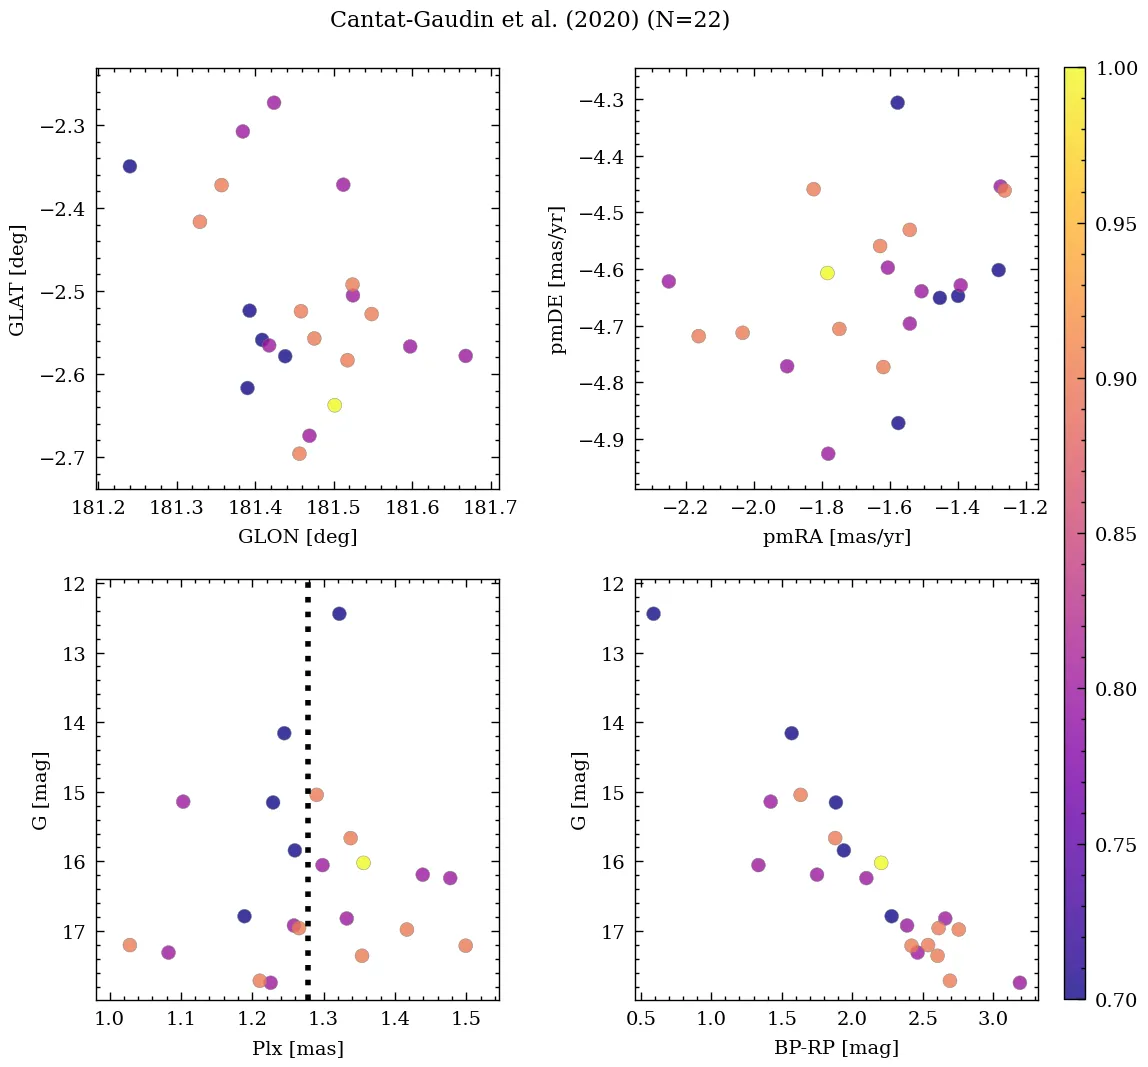 Cantat-Gaudin et al. (2020) (N=22)
−2.3
−2.4
−2.5
−2.6
−2.7
GLAT [deg]
181.2 181.3 181.4 181.5 181.6 181.7
GLON [deg]
−4.3
−4.4
−4.5
−4.6
−4.7
−4.8
−4.9
pmDE [mas/yr]
−2.2 −2.0 −1.8 −1.6 −1.4 −1.2
pmRA [mas/yr]
12
13
14
15
16
17
G [mag]
1.0 1.1 1.2 1.3 1.4 1.5
Plx [mas]
12
13
14
15
16
17
G [mag]
0.5 1.0 1.5 2.0 2.5 3.0
BP-RP [mag]
1.00
0.95
0.90
0.85
0.80
0.75
0.70